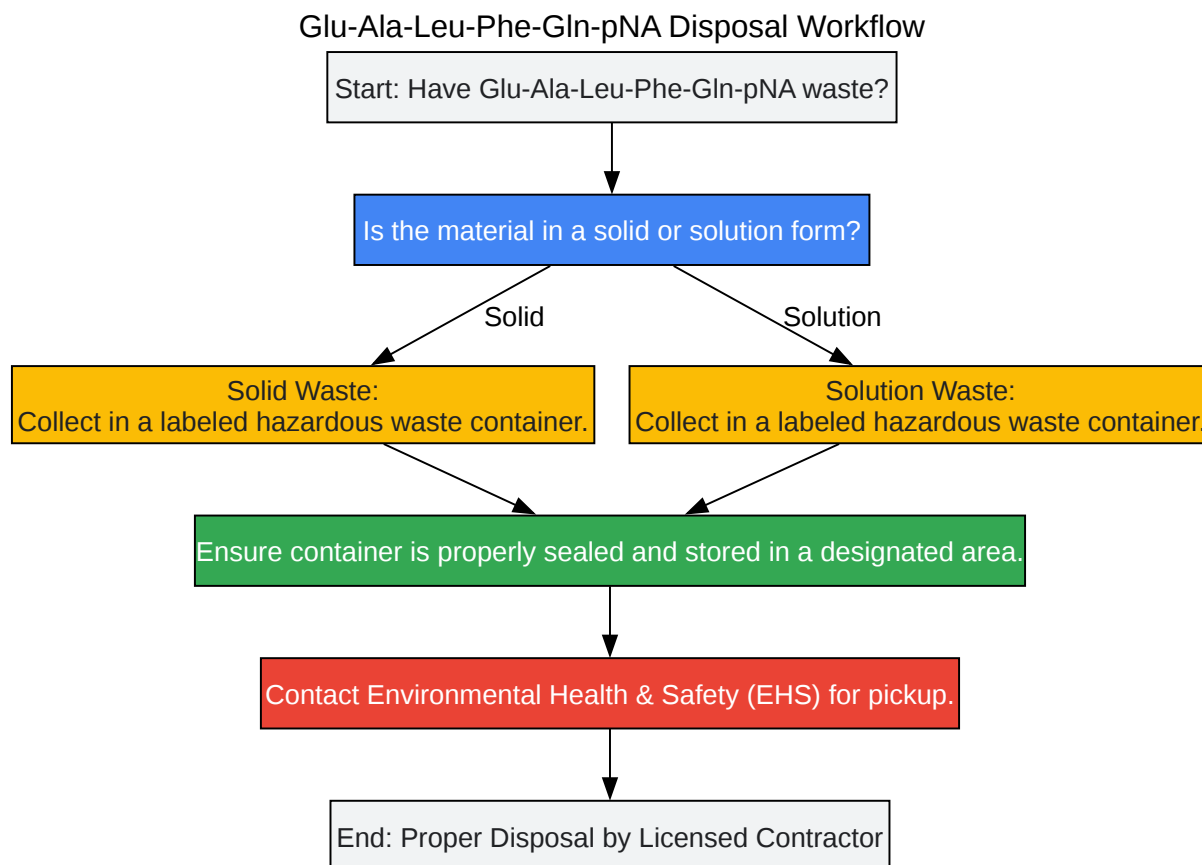 Glu-Ala-Leu-Phe-Gln-pNA Disposal Workflow
Start: Have Glu-Ala-Leu-Phe-Gln-pNA waste?
Is the material in a solid or solution form?
Solid
Solution
Solid Waste:
Collect in a labeled hazardous waste container.
Solution Waste:
Collect in a labeled hazardous waste container.
Ensure container is properly sealed and stored in a designated area.
Contact Environmental Health & Safety (EHS) for pickup.
End: Proper Disposal by Licensed Contractor